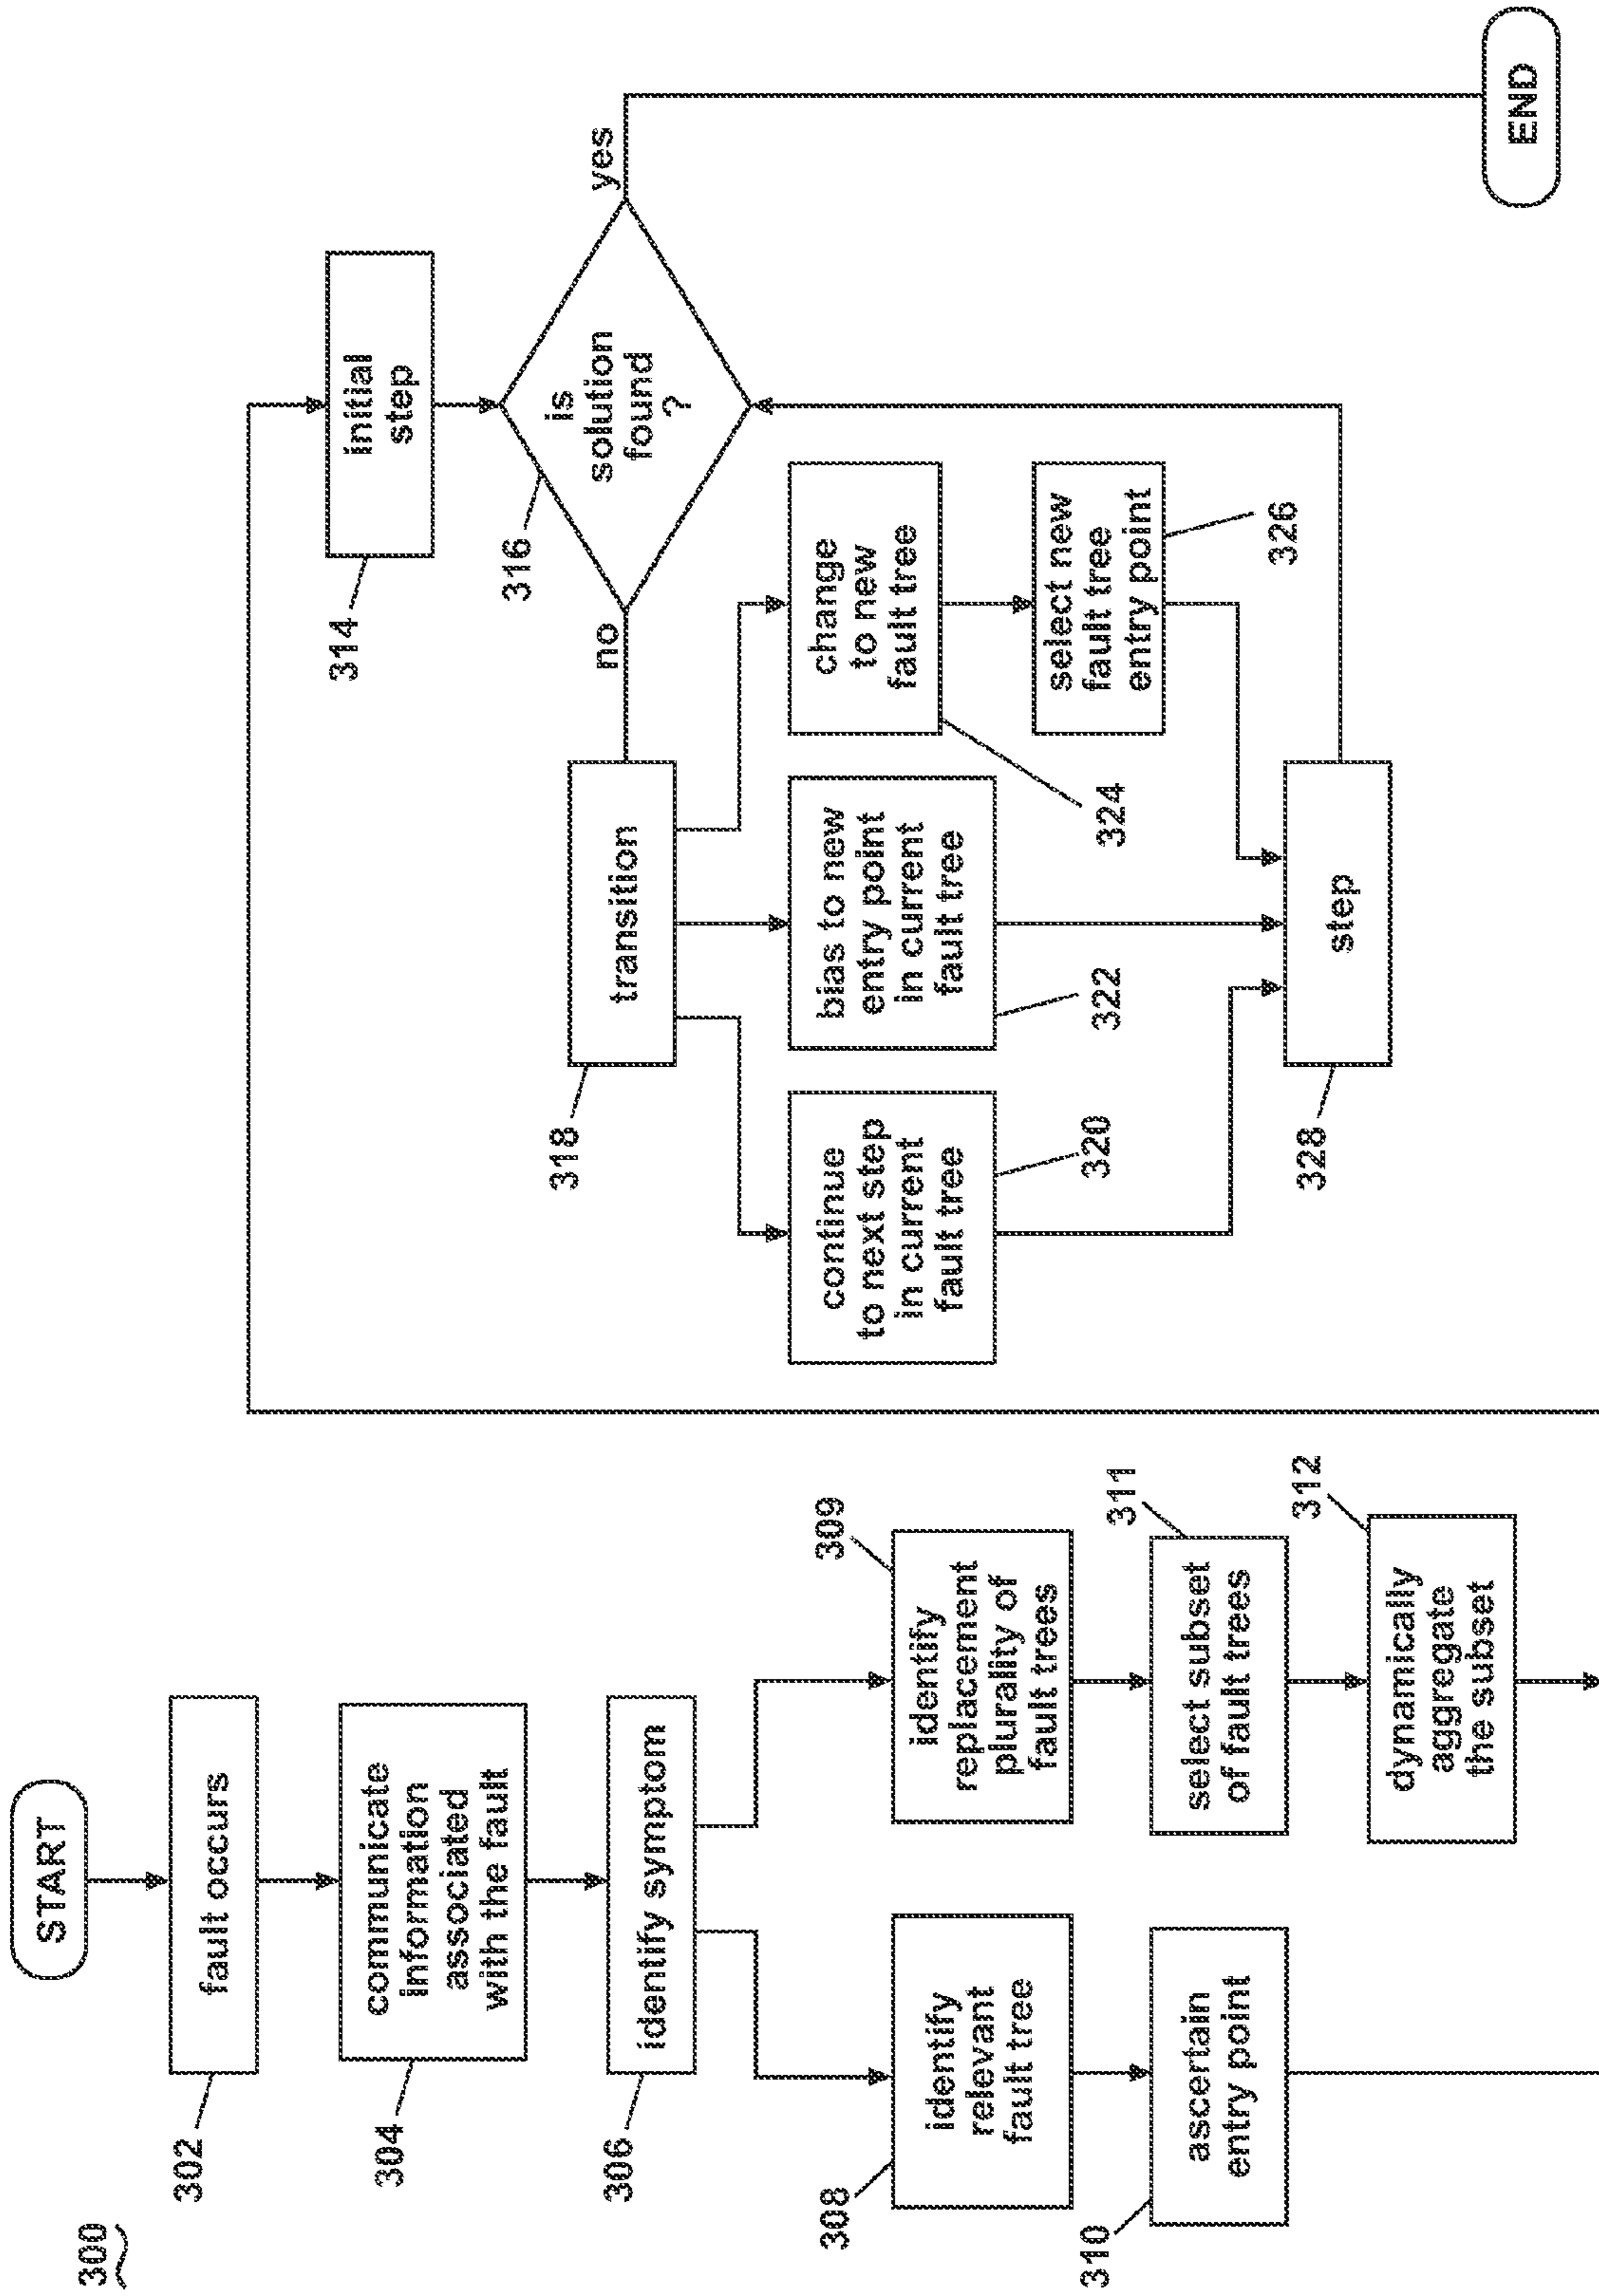 300
START
302
fault occurs
304
communicate
information
associated
with the fault
306
identify symptom
308
identify
relevant
fault tree
309
identify
replacement
plurality of
fault trees
310
ascertain
entry point
311
select subset
of fault trees
312
dynamically
aggregate
the subset
314
initial
step
316
is
solution
found
?
no
yes
318
transition
continue
to next step
in current
fault tree
320
bias to new
entry point
in current
fault tree
322
change
to new
fault tree
324
select new
fault tree
entry point
326
328
step
END